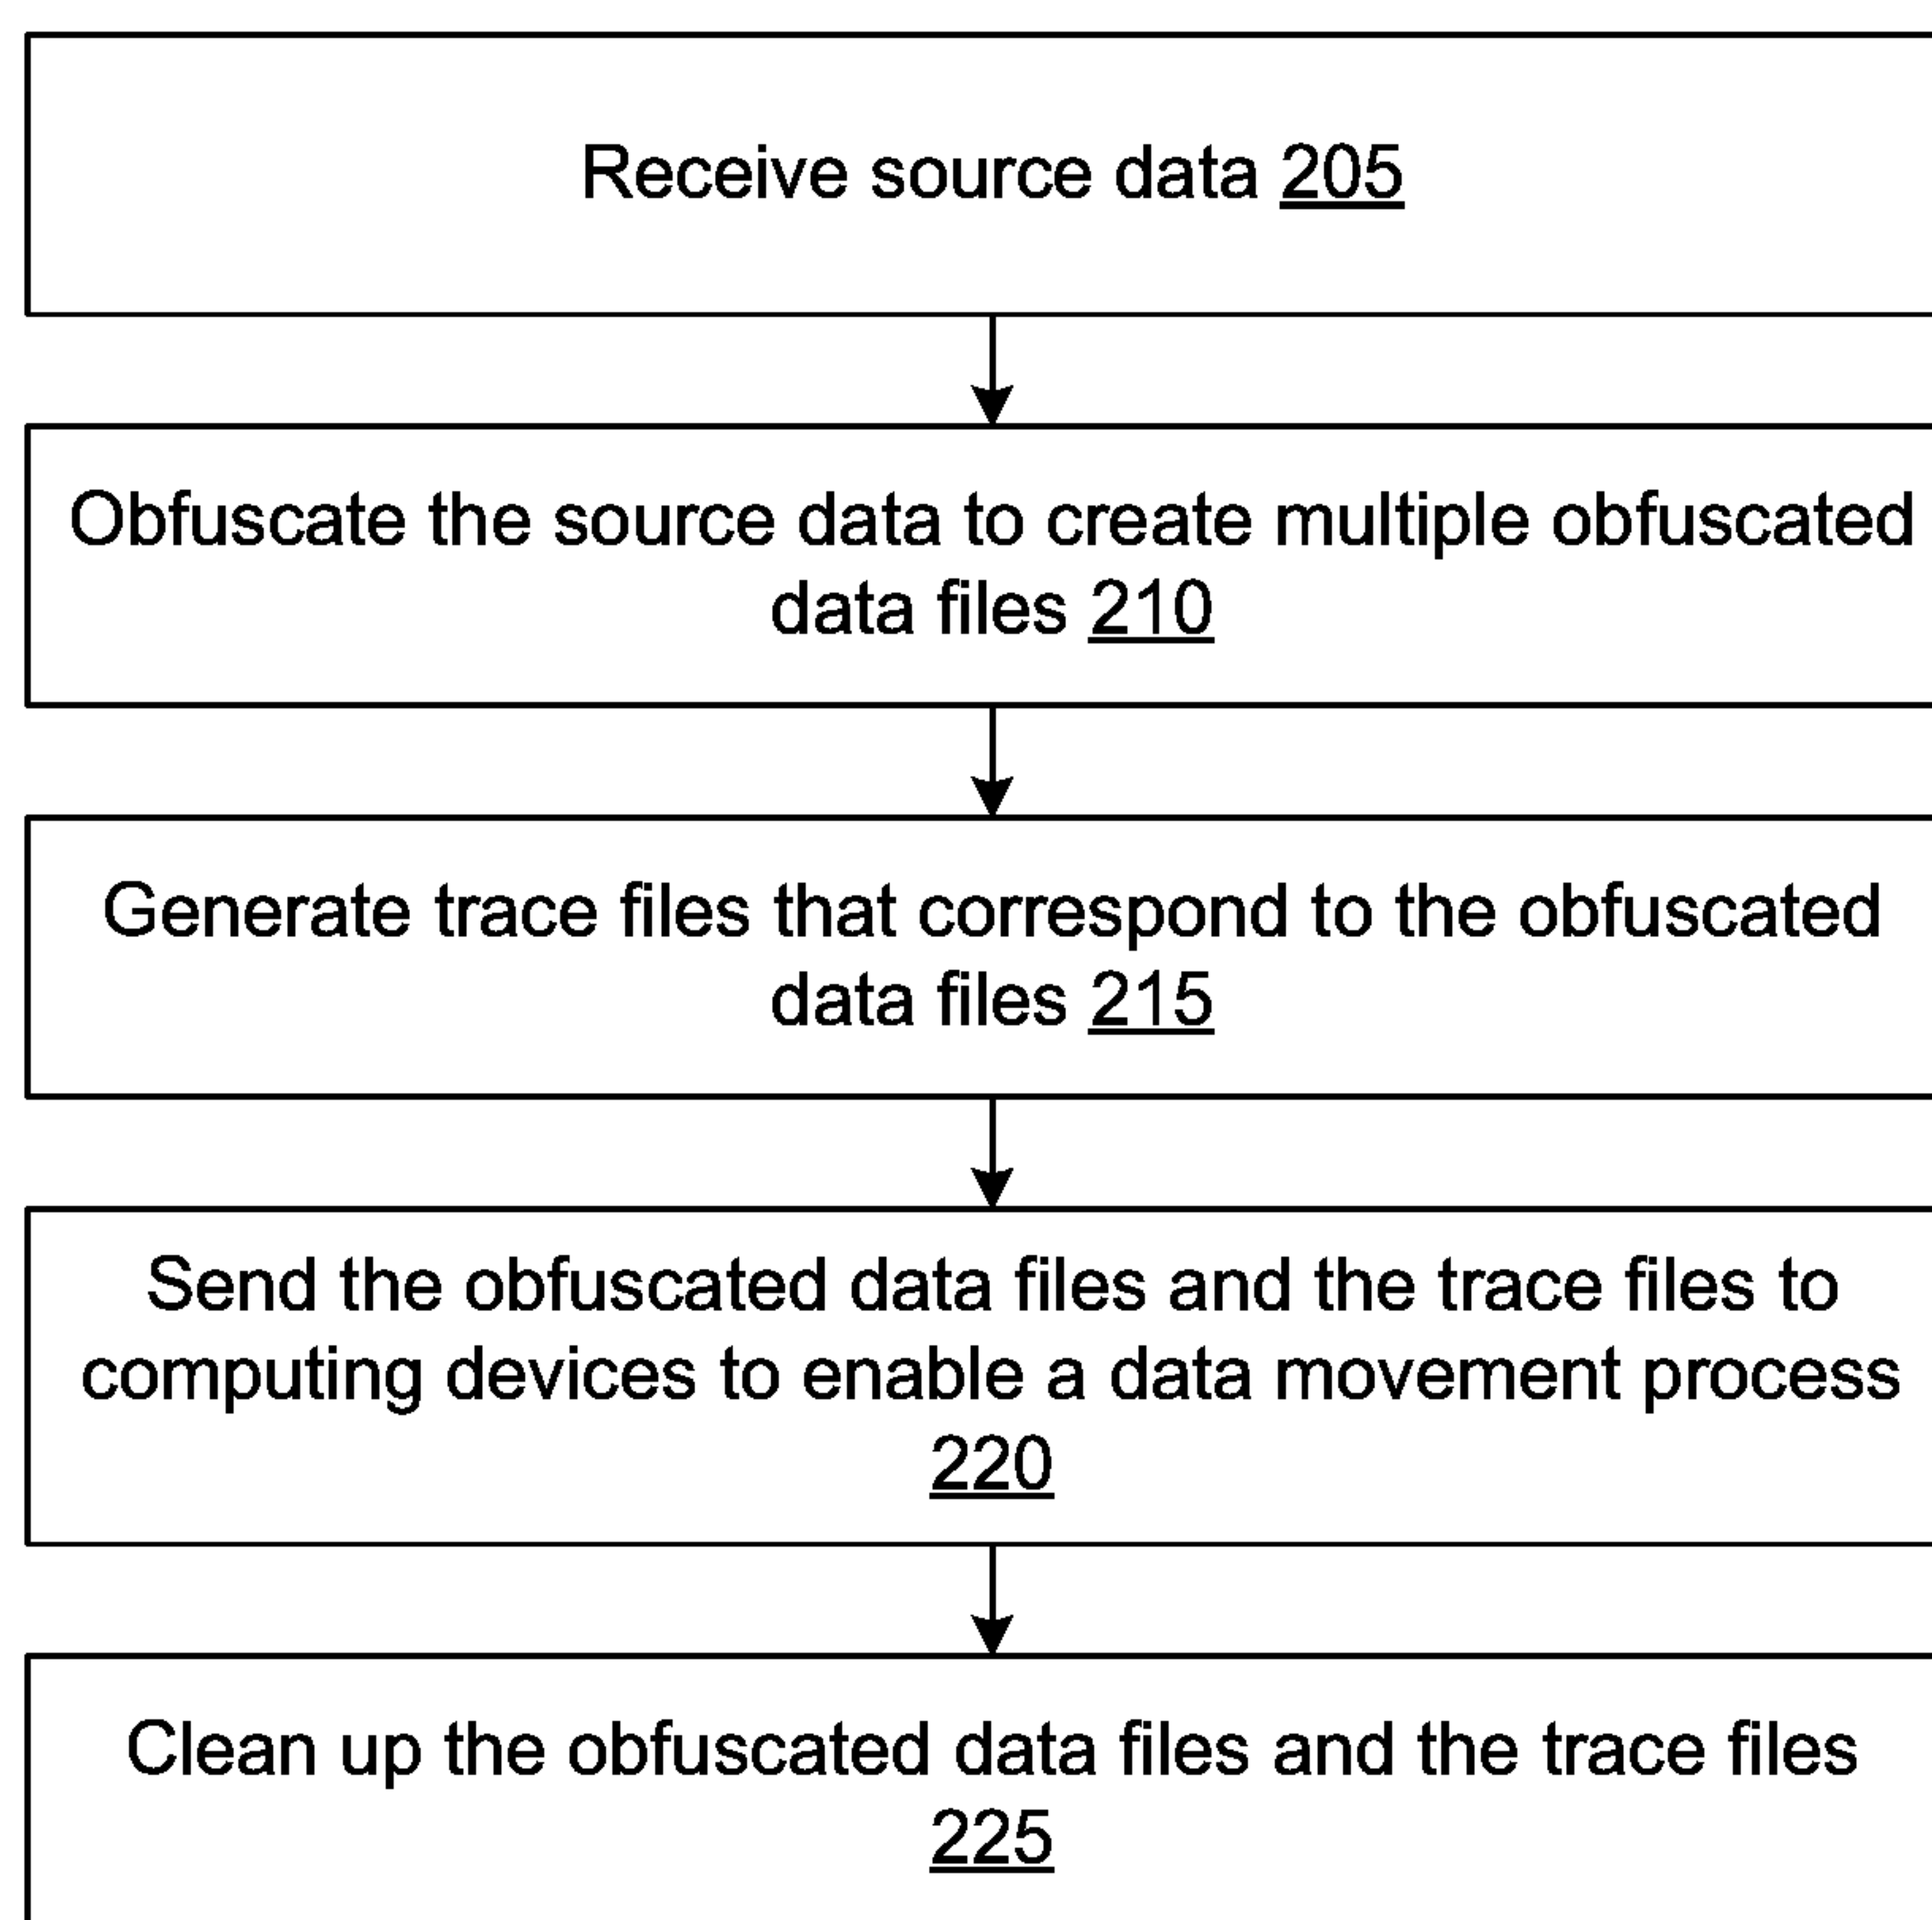 Receive source data 205
Obfuscate the source data to create multiple obfuscated
data files 210
Generate trace files that correspond to the obfuscated
data files 215
Send the obfuscated data files and the trace files to
computing devices to enable a data movement process
220
Clean up the obfuscated data files and the trace files
225